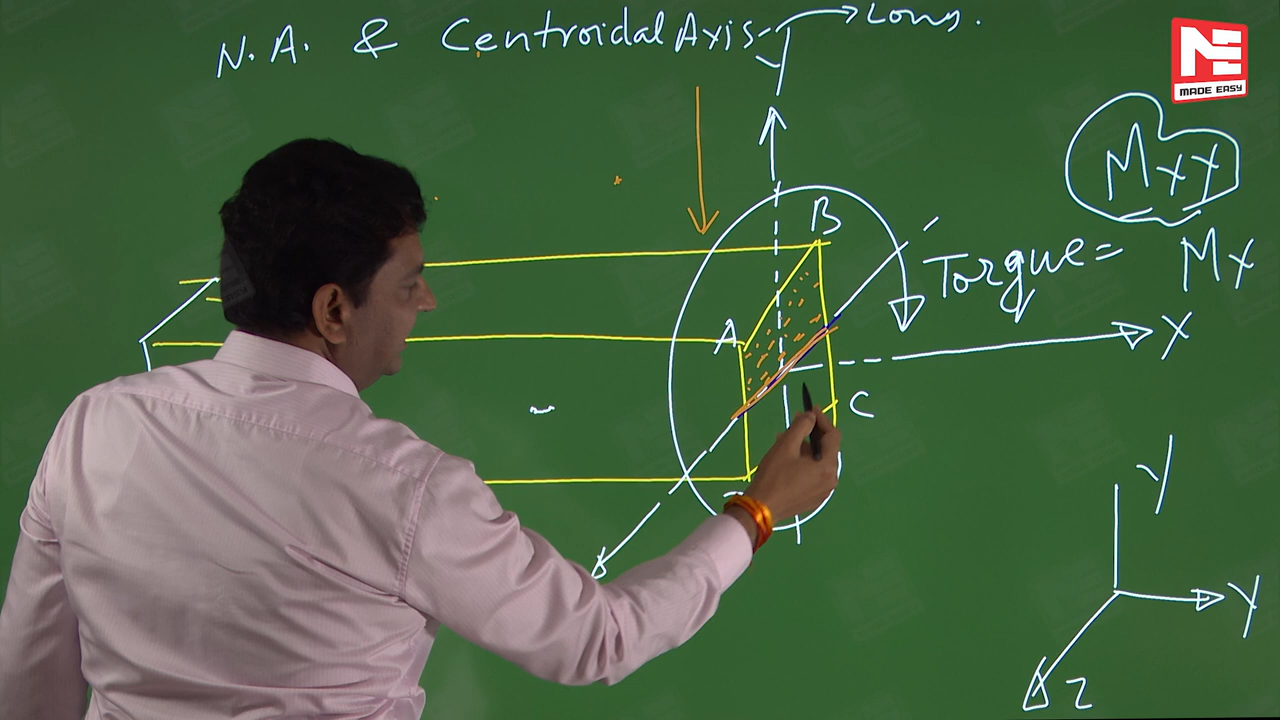 N.A. & Centroidal Axis → Long.
MADE EASY
Y
Mxx
B
Torque = Mx
A
X
C
Y
Y
Z